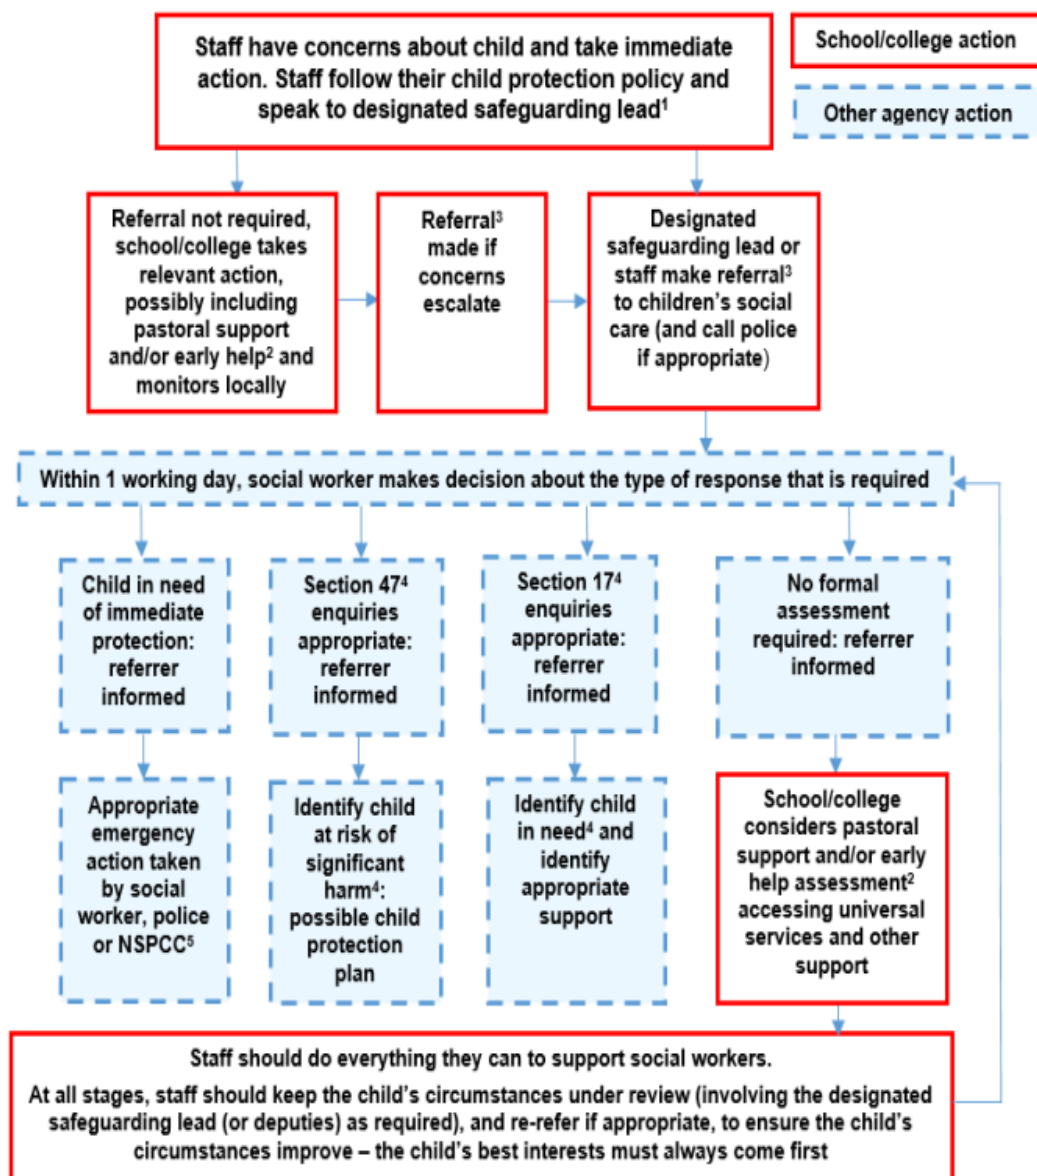 Staff have concerns about child and take immediate
action. Staff follow their child protection policy and
speak to designated safeguarding lead¹
School/college action
Other agency action
Referral not required,
school/college takes
relevant action,
possibly including
pastoral support
and/or early help² and
monitors locally
Referral³
made if
concerns
escalate
Designated
safeguarding lead or
staff make referral³
to children's social
care (and call police
if appropriate)
Within 1 working day, social worker makes decision about the type of response that is required
Child in need
of immediate
protection:
referrer
informed
Section 47⁴
enquiries
appropriate:
referrer
informed
Section 17⁴
enquiries
appropriate:
referrer
informed
No formal
assessment
required: referrer
informed
Appropriate
emergency
action taken
by social
worker, police
or NSPCC⁵
Identify child
at risk of
significant
harm⁴:
possible child
protection
plan
Identify child
in need⁴ and
identify
appropriate
support
School/college
considers pastoral
support and/or early
help assessment²
accessing universal
services and other
support
Staff should do everything they can to support social workers.
At all stages, staff should keep the child's circumstances under review (involving the designated
safeguarding lead (or deputies) as required), and re-refer if appropriate, to ensure the child's
circumstances improve – the child's best interests must always come first